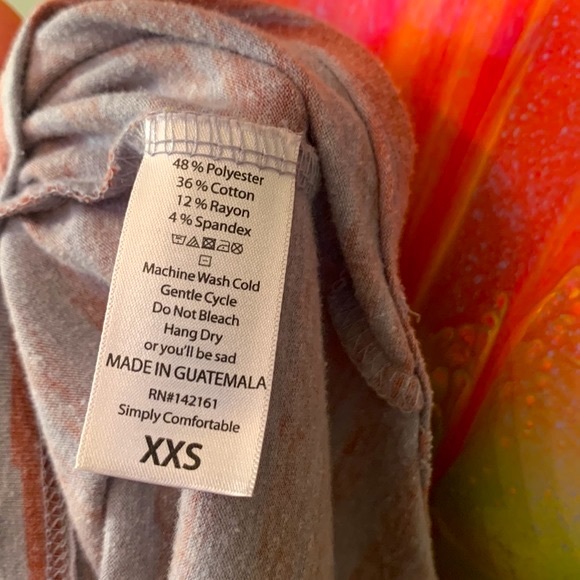 48 % Polyester
36 % Cotton
12 % Rayon
4 % Spandex
Machine Wash Cold
Gentle Cycle
Do Not Bleach
Hang Dry
or you'll be sad
MADE IN GUATEMALA
RN#142161
Simply Comfortable
XXS